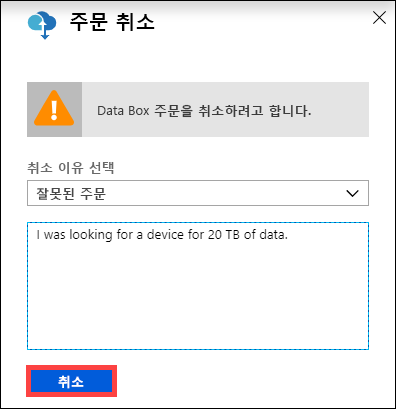 주문 취소
Data Box 주문을 취소하려고 합니다.
취소 이유 선택
잘못된 주문
I was looking for a device for 20 TB of data.
취소